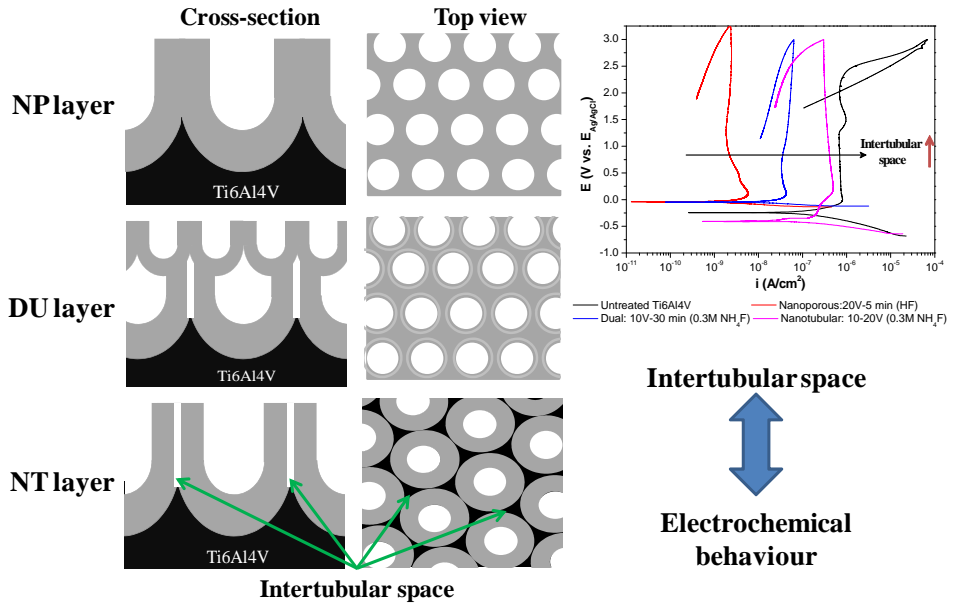 Cross-section
Top view
NP layer
Ti6Al4V
DU layer
Ti6Al4V
NT layer
Ti6Al4V
Intertubular space
3.0
2.5
2.0
1.5
1.0
0.5
0.0
-0.5
-1.0
E (V vs. E_Ag/AgCl)
Intertubular
space
10⁻¹¹ 10⁻¹⁰ 10⁻⁹ 10⁻⁸ 10⁻⁷ 10⁻⁶ 10⁻⁵ 10⁻⁴
i (A/cm²)
Untreated Ti6Al4V
Nanoporous:20V-5 min (HF)
Dual: 10V-30 min (0.3M NH₄F)
Nanotubular: 10-20V (0.3M NH₄F)
Intertubular space
Electrochemical
behaviour